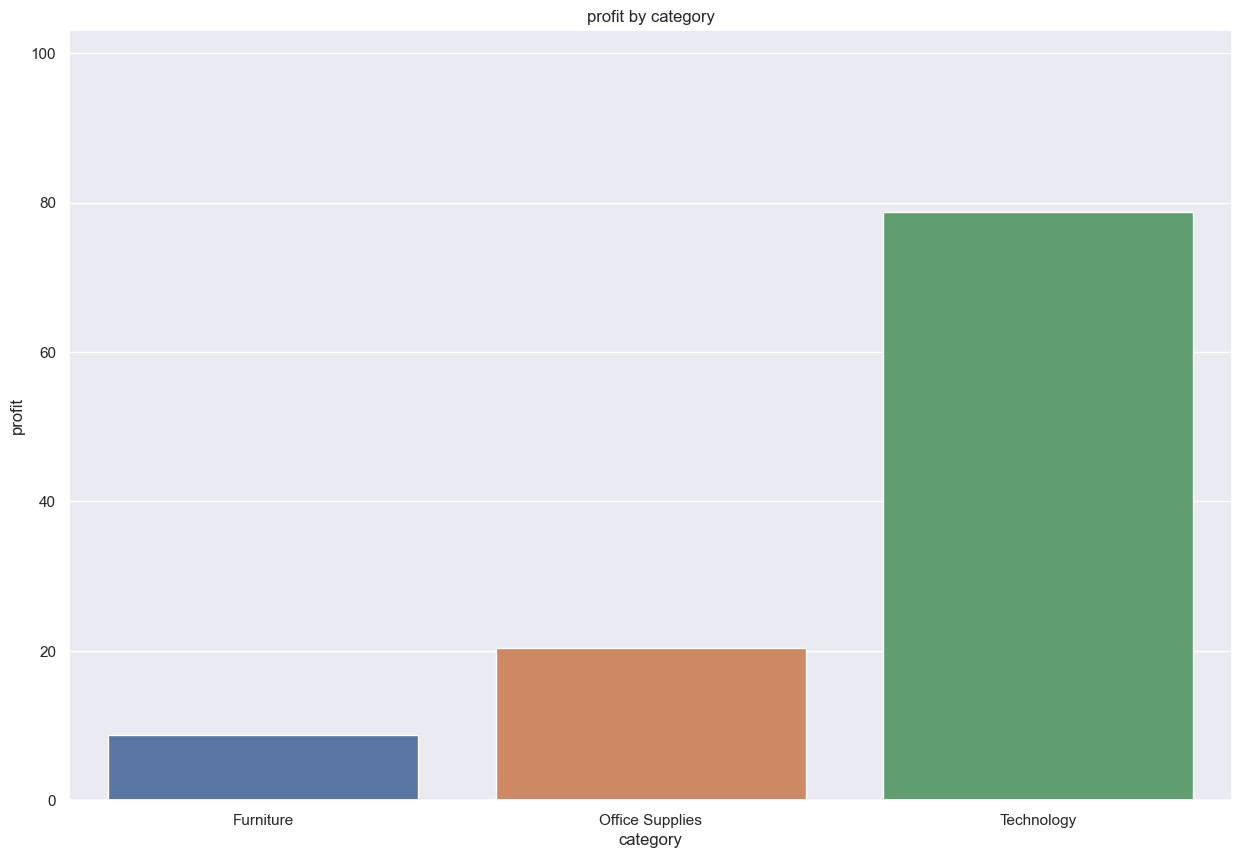 profit by category
100
80
60
40
20
0
profit
Furniture
Office Supplies
Technology
category